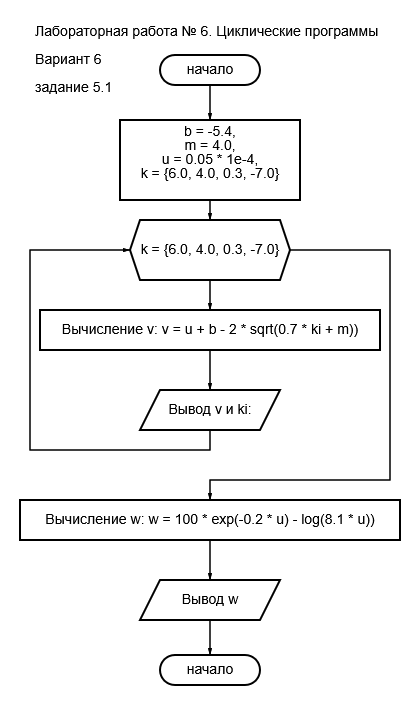 Лабораторная работа № 6. Циклические программы
Вариант 6
задание 5.1
начало
b = -5.4,
m = 4.0,
u = 0.05 * 1e-4,
k = {6.0, 4.0, 0.3, -7.0}
k = {6.0, 4.0, 0.3, -7.0}
Вычисление v: v = u + b - 2 * sqrt(0.7 * ki + m))
Вывод v и ki:
Вычисление w: w = 100 * exp(-0.2 * u) - log(8.1 * u))
Вывод w
начало